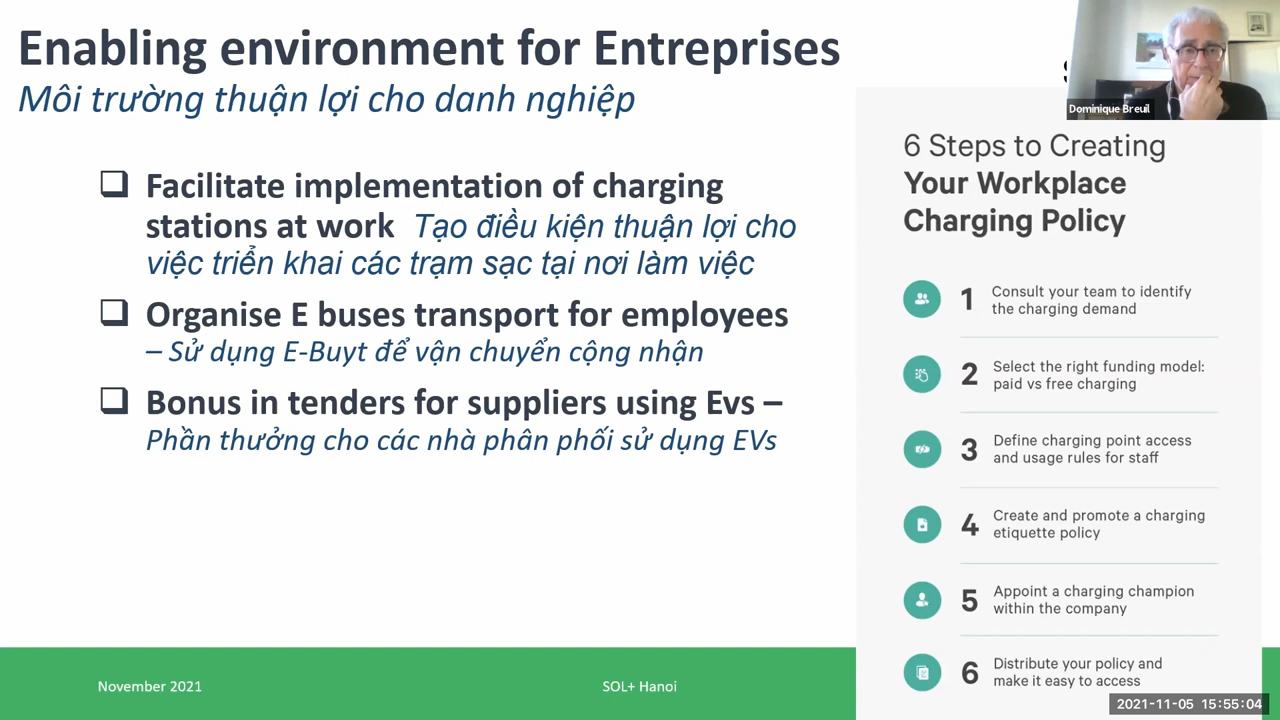 Enabling environment for Entreprises
Môi trường thuận lợi cho danh nghiệp
❑ Facilitate implementation of charging
stations at work Tạo điều kiện thuận lợi cho
việc triển khai các trạm sạc tại nơi làm việc
❑ Organise E buses transport for employees
– Sử dụng E-Buyt để vận chuyển cộng nhận
❑ Bonus in tenders for suppliers using Evs –
Phần thưởng cho các nhà phân phối sử dụng EVs
November 2021
SOL+ Hanoi
Dominique Breuil
6 Steps to Creating
Your Workplace
Charging Policy
1 Consult your team to identify
the charging demand
2 Select the right funding model:
paid vs free charging
3 Define charging point access
and usage rules for staff
4 Create and promote a charging
etiquette policy
5 Appoint a charging champion
within the company
6 Distribute your policy and
make it easy to access
2021-11-05 15:55:04